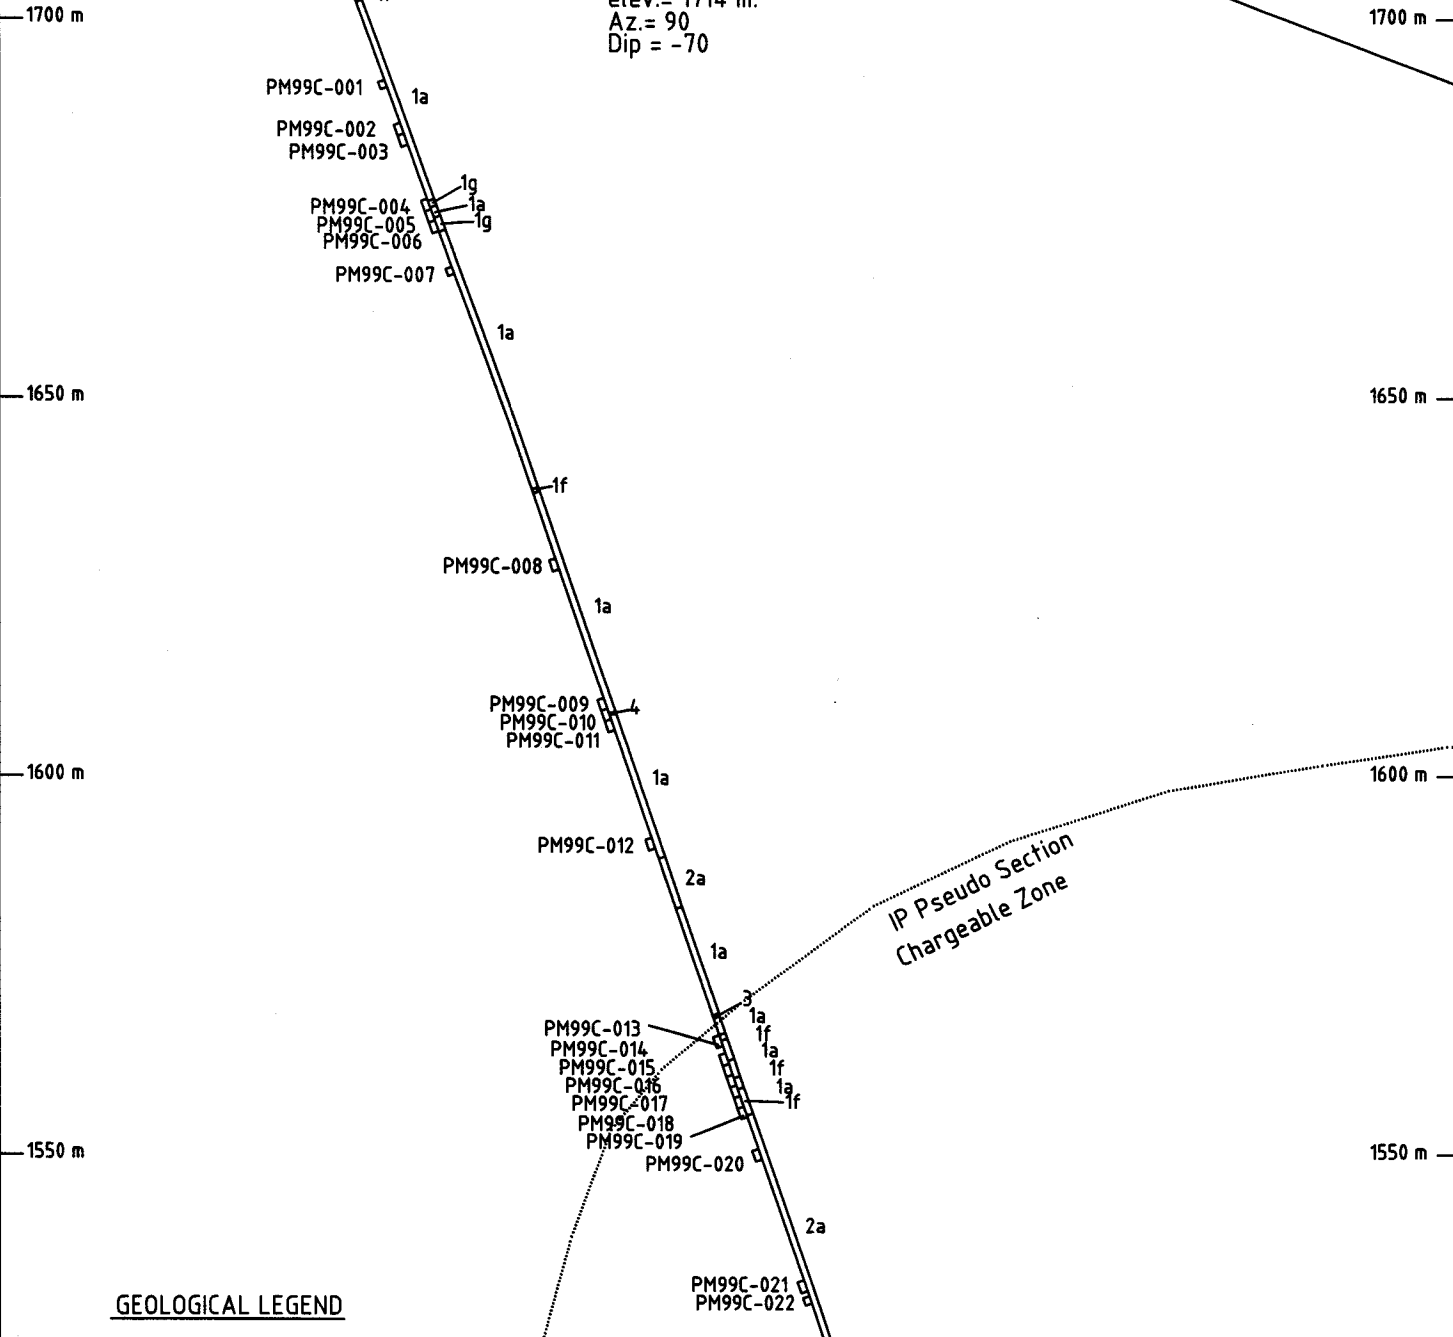 elev.= 1714 m.
1700 m
1700 m
Az.= 90
Dip = -70
PM99C-001
1a
PM99C-002
PM99C-003
1g
PM99C-004
1a
PM99C-005
1g
PM99C-006
PM99C-007
1a
1650 m
1650 m
1f
PM99C-008
1a
PM99C-009
4
PM99C-010
PM99C-011
1600 m
1a
1600 m
PM99C-012
IP Pseudo Section
Chargeable Zone
2a
1a
3
1a
PM99C-013
1f
PM99C-014
1a
PM99C-015
1f
PM99C-016
1a
PM99C-017
1f
PM99C-018
PM99C-019
1550 m
1550 m
PM99C-020
2a
PM99C-021
PM99C-022
GEOLOGICAL LEGEND